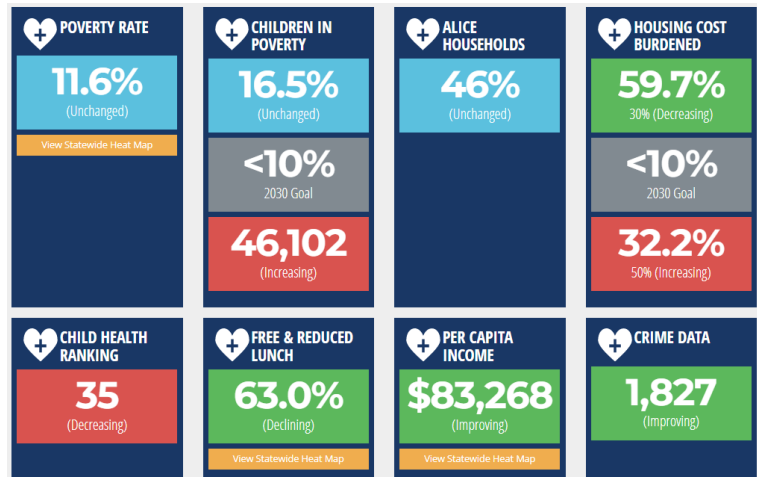 POVERTY RATE
11.6%
(Unchanged)
View Statewide Heat Map
CHILDREN IN
POVERTY
16.5%
(Unchanged)
<10%
2030 Goal
46,102
(Increasing)
ALICE
HOUSEHOLDS
46%
(Unchanged)
HOUSING COST
BURDENED
59.7%
30% (Decreasing)
<10%
2030 Goal
32.2%
50% (Increasing)
CHILD HEALTH
RANKING
35
(Decreasing)
FREE & REDUCED
LUNCH
63.0%
(Declining)
View Statewide Heat Map
PER CAPITA
INCOME
$83,268
(Improving)
View Statewide Heat Map
CRIME DATA
1,827
(Improving)